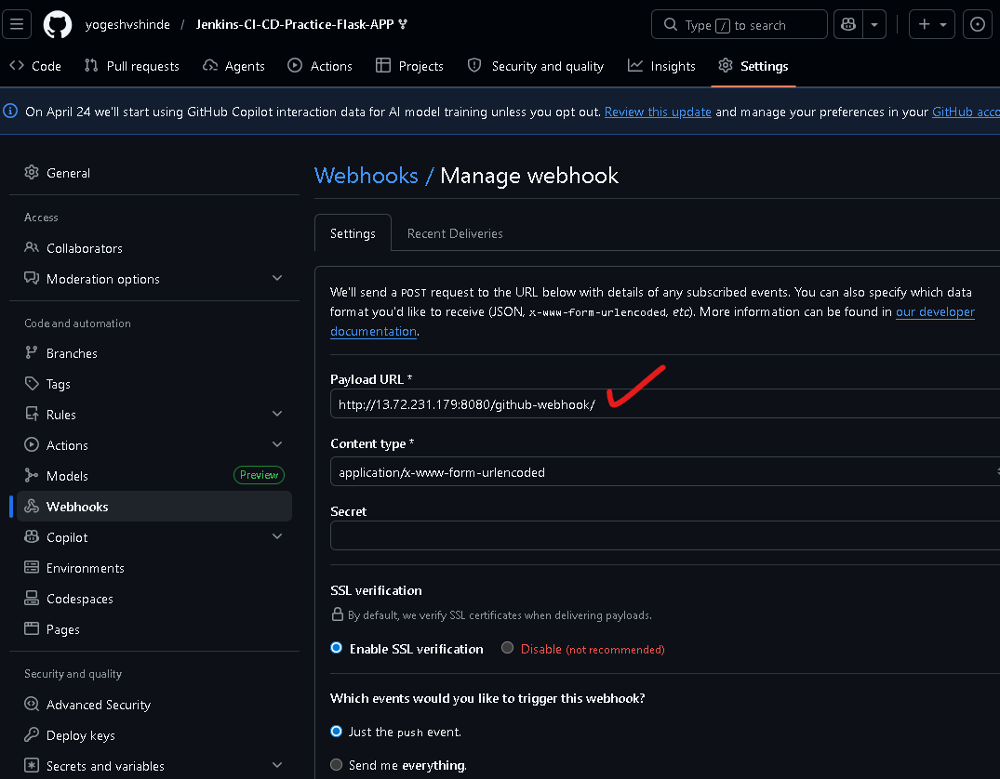 yogeshvshinde / Jenkins-CI-CD-Practice-Flask-APP
Type / to search
Code Pull requests Agents Actions Projects Security and quality Insights Settings
On April 24 we'll start using GitHub Copilot interaction data for AI model training unless you opt out. Review this update and manage your preferences in your GitHub acco
General
Access
Collaborators
Moderation options
Code and automation
Branches
Tags
Rules
Actions
Models Preview
Webhooks
Copilot
Environments
Codespaces
Pages
Security and quality
Advanced Security
Deploy keys
Secrets and variables
Webhooks / Manage webhook
Settings Recent Deliveries
We'll send a POST request to the URL below with details of any subscribed events. You can also specify which data
format you'd like to receive (JSON, x-www-form-urlencoded, etc). More information can be found in our developer
documentation.
Payload URL *
http://13.72.231.179:8080/github-webhook/
Content type *
application/x-www-form-urlencoded
Secret
SSL verification
By default, we verify SSL certificates when delivering payloads.
Enable SSL verification Disable (not recommended)
Which events would you like to trigger this webhook?
Just the push event.
Send me everything.